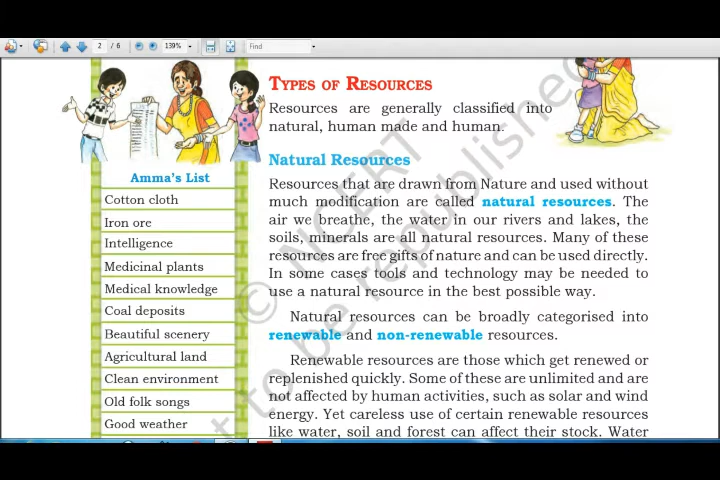 2 / 6
139%
Find
TYPES OF RESOURCES
Resources are generally classified into
natural, human made and human.
Natural Resources
Resources that are drawn from Nature and used without
much modification are called natural resources. The
air we breathe, the water in our rivers and lakes, the
soils, minerals are all natural resources. Many of these
resources are free gifts of nature and can be used directly.
In some cases tools and technology may be needed to
use a natural resource in the best possible way.
Natural resources can be broadly categorised into
renewable and non-renewable resources.
Renewable resources are those which get renewed or
replenished quickly. Some of these are unlimited and are
not affected by human activities, such as solar and wind
energy. Yet careless use of certain renewable resources
like water, soil and forest can affect their stock. Water
Amma's List
Cotton cloth
Iron ore
Intelligence
Medicinal plants
Medical knowledge
Coal deposits
Beautiful scenery
Agricultural land
Clean environment
Old folk songs
Good weather
© NCERT
t to be republished